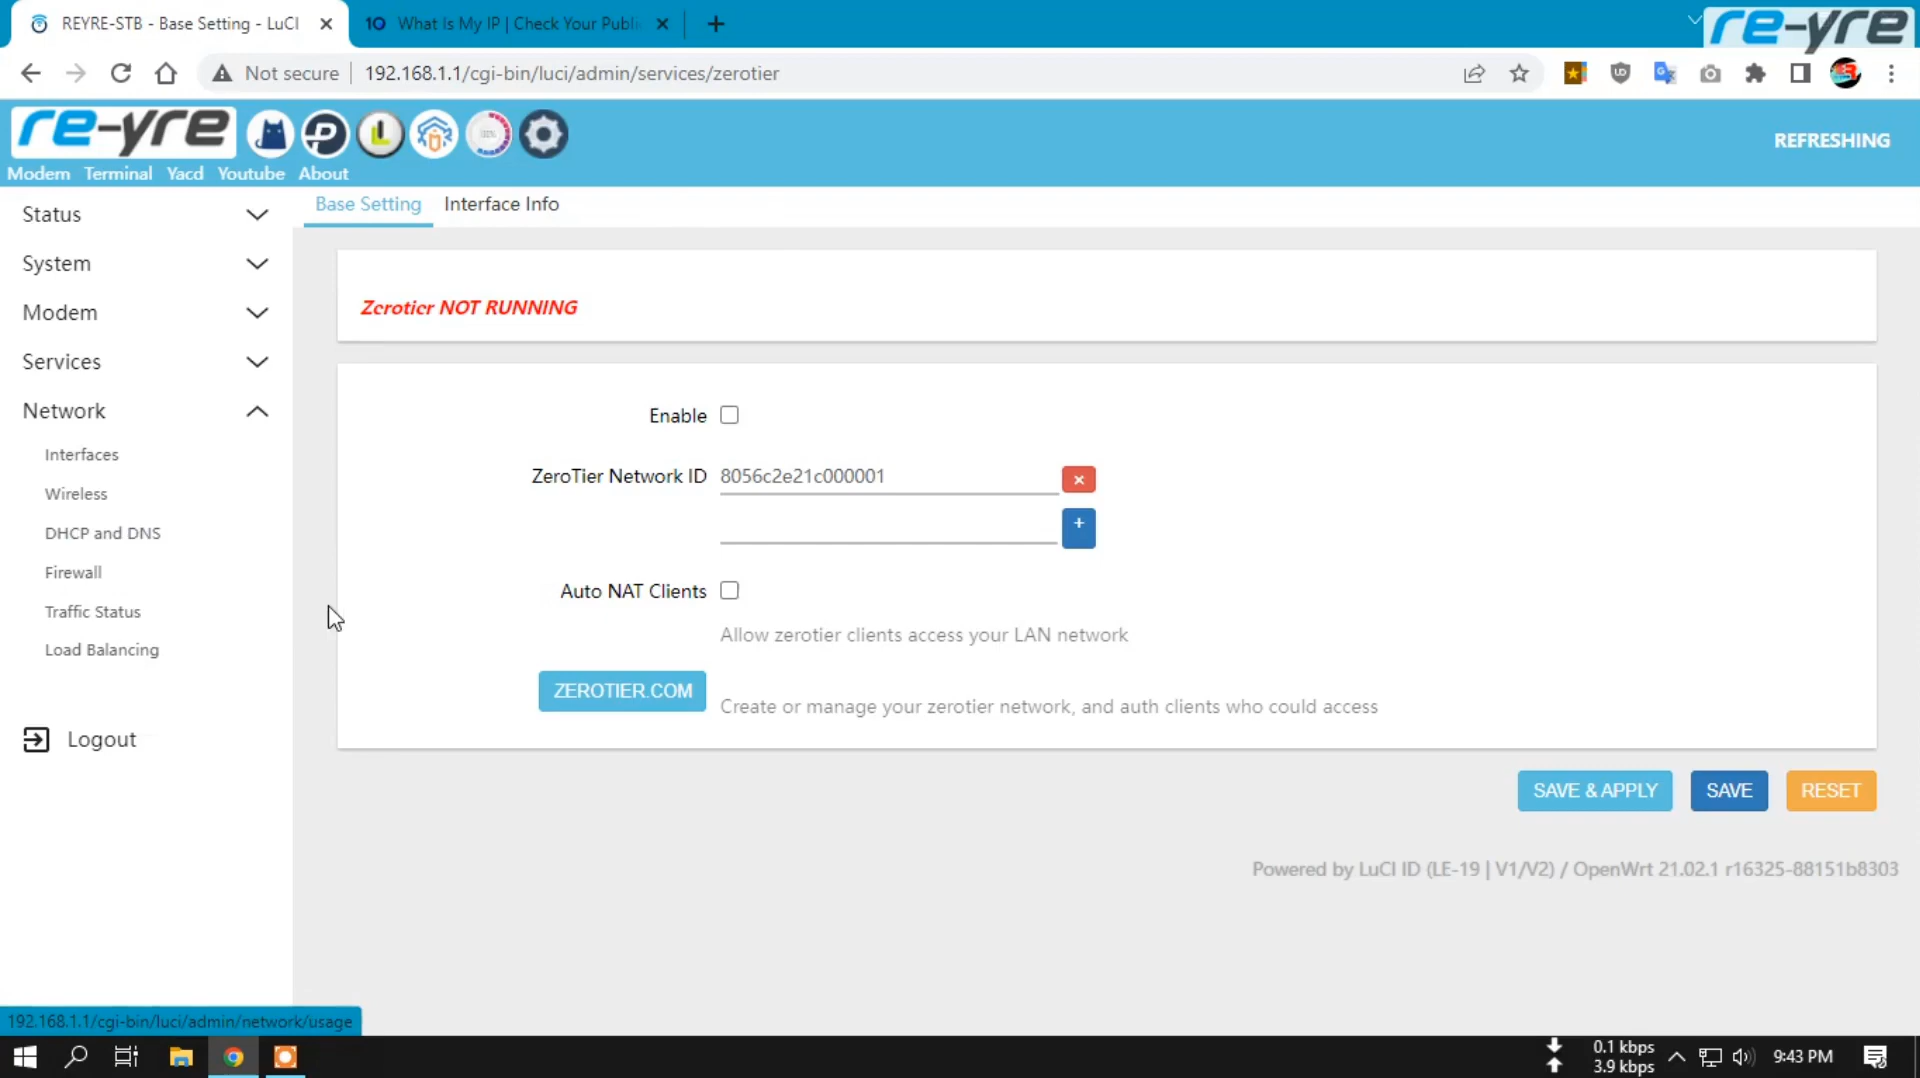 REYRE-STB - Base Setting - LuCI
What Is My IP | Check Your Publi
re-yre
Not secure
192.168.1.1/cgi-bin/luci/admin/services/zerotier
re-yre
REFRESHING
Modem Terminal Yacd Youtube About
Status
Base Setting
Interface Info
System
Zerotier NOT RUNNING
Modem
Services
Network
Enable
Interfaces
ZeroTier Network ID
8056c2e21c000001
Wireless
DHCP and DNS
+
Firewall
Auto NAT Clients
Traffic Status
Allow zerotier clients access your LAN network
Load Balancing
ZEROTIER.COM
Create or manage your zerotier network, and auth clients who could access
Logout
SAVE & APPLY
SAVE
RESET
Powered by LuCI ID (LE-19 | V1/V2) / OpenWrt 21.02.1 r16325-88151b8303
192.168.1.1/cgi-bin/luci/admin/network/usage
0.1 kbps
3.9 kbps
9:43 PM